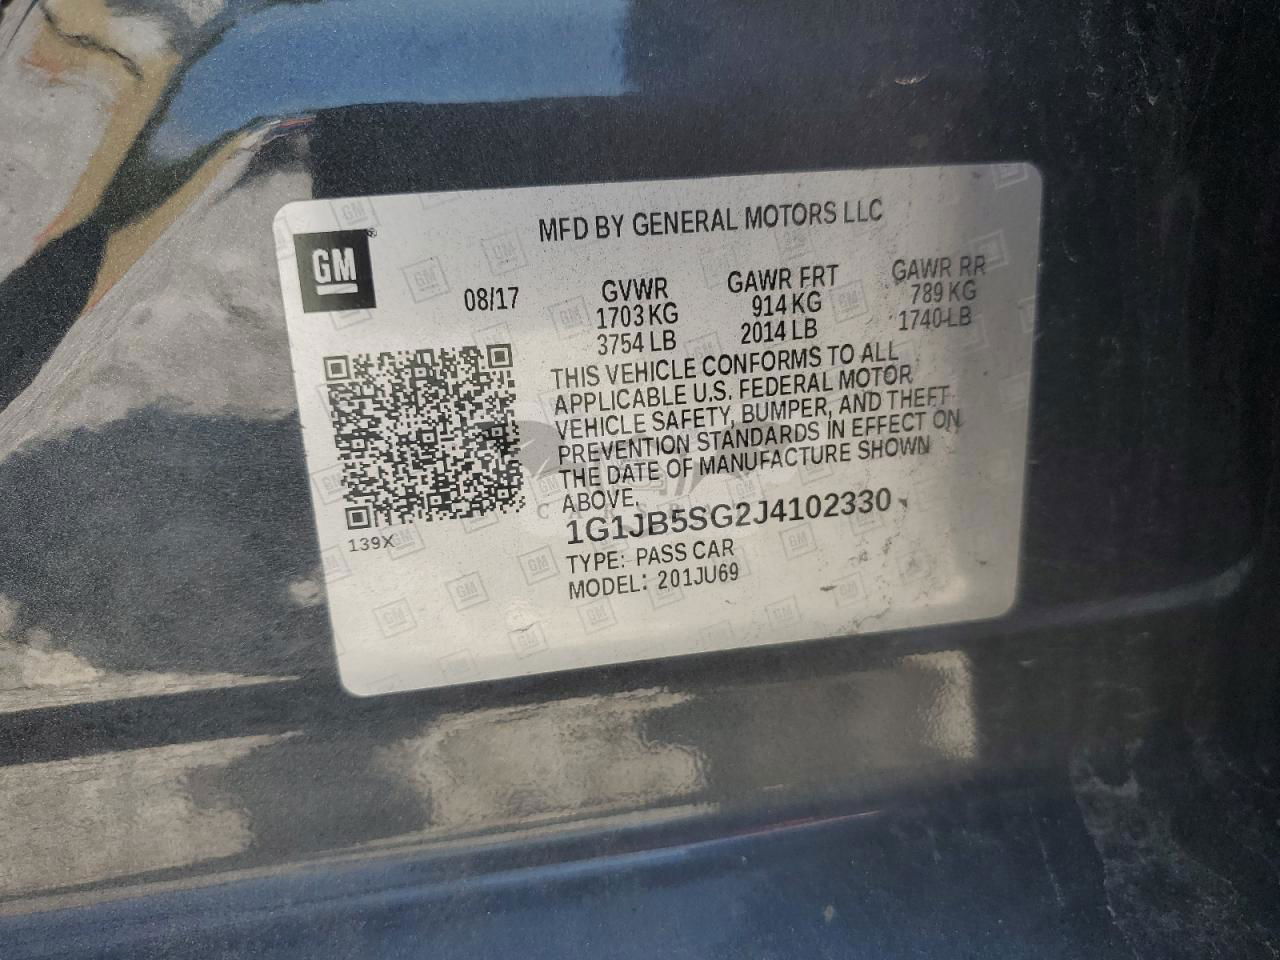 MFD BY GENERAL MOTORS LLC
GM
08/17
GVWR
1703 KG
3754 LB
GAWR FRT
914 KG
2014 LB
GAWR RR
789 KG
1740 LB
THIS VEHICLE CONFORMS TO ALL
APPLICABLE U.S. FEDERAL MOTOR
VEHICLE SAFETY, BUMPER, AND THEFT
PREVENTION STANDARDS IN EFFECT ON
THE DATE OF MANUFACTURE SHOWN
ABOVE.
1G1JB5SG2J4102330
TYPE: PASS CAR
MODEL: 201JU69
139X